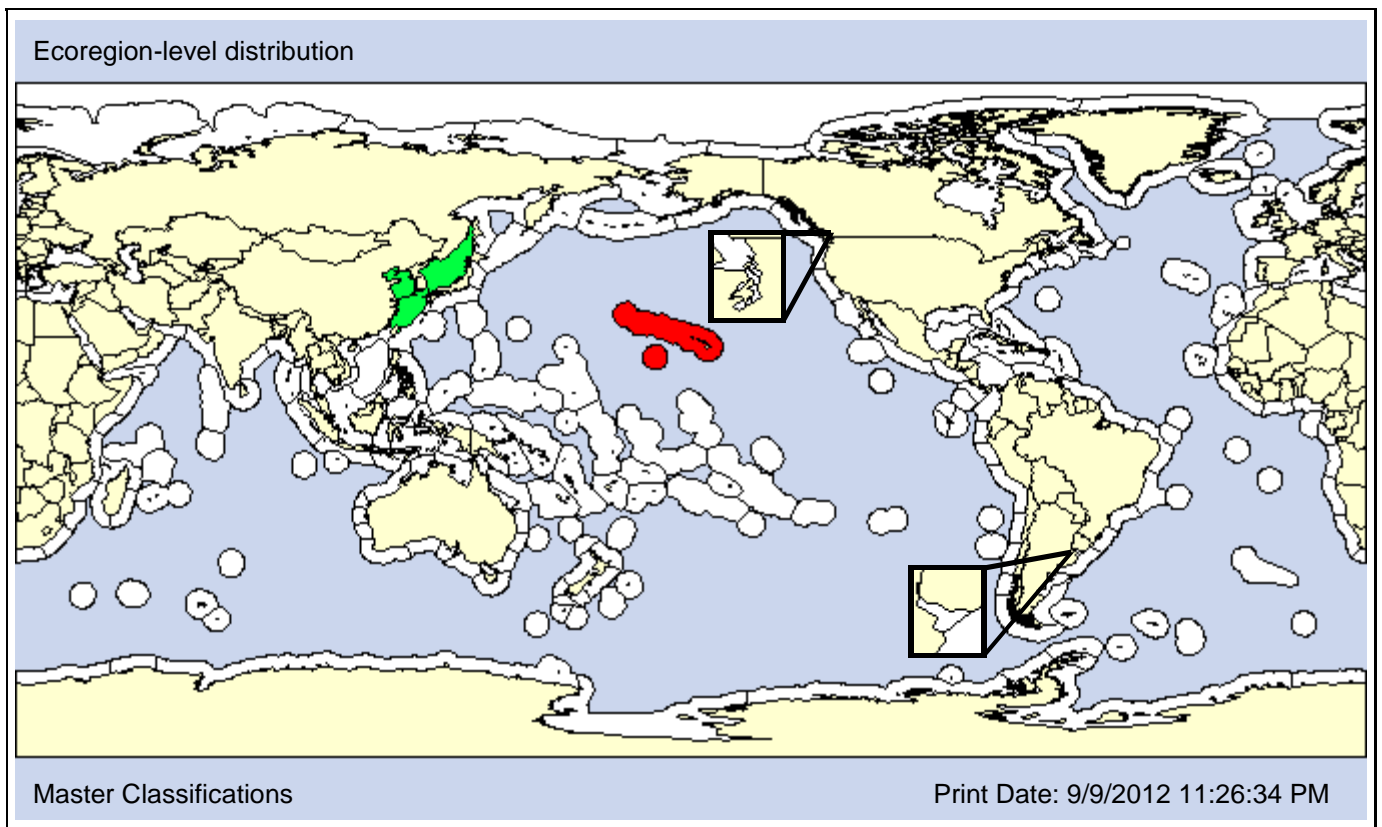 Ecoregion-level distribution
Master Classifications
Print Date: 9/9/2012 11:26:34 PM